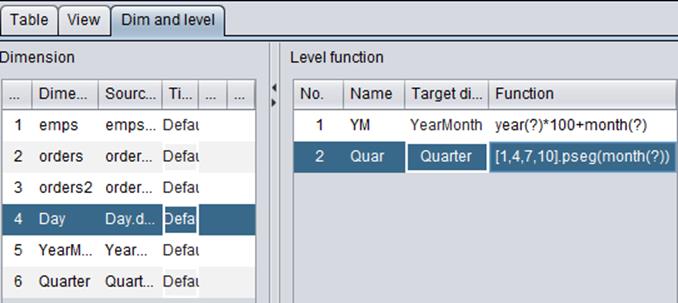 Table View Dim and level
Dimension
... Dime... Sourc... Ti... ... ...
1 emps emps... Defau
2 orders order... Defau
3 orders2 order... Defau
4 Day Day.d... Defau
5 YearM... Year... Defau
6 Quarter Quart... Defau
Level function
No. Name Target di... Function
1 YM YearMonth year(?)*100+month(?)
2 Quar Quarter [1,4,7,10].pseg(month(?))